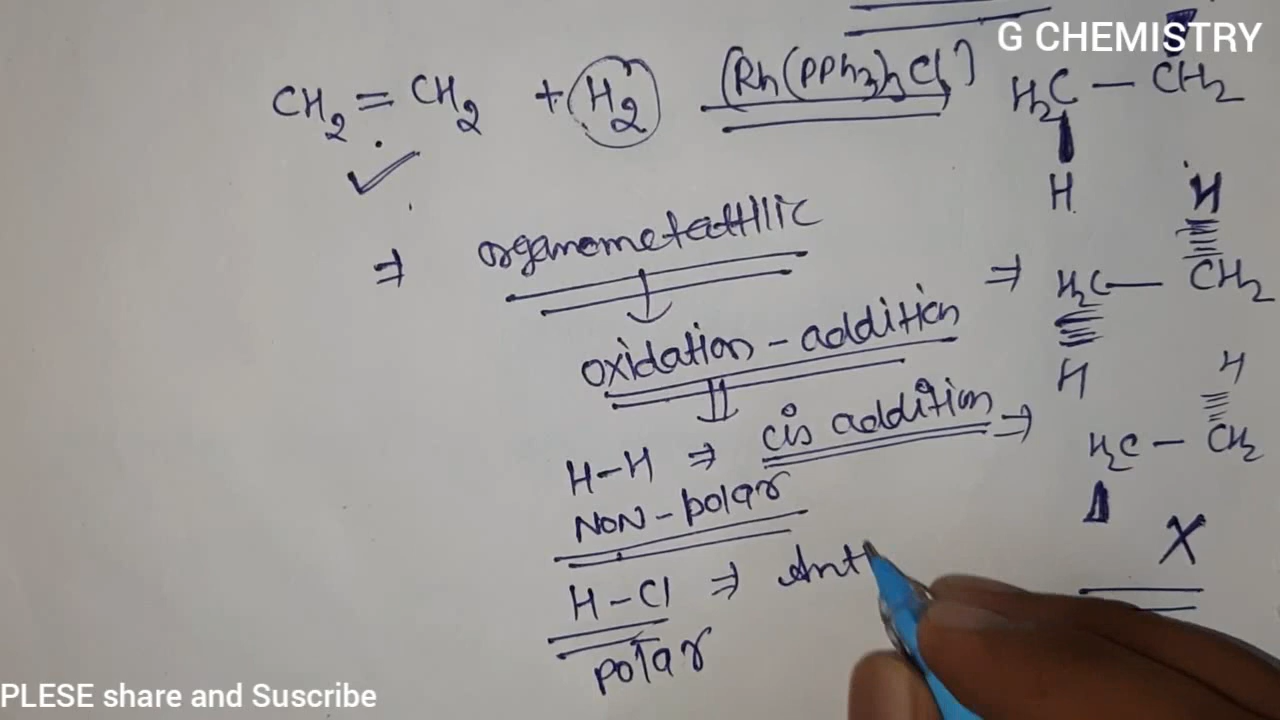 G CHEMISTRY
CH₂ = CH₂ + H₂ (Rh(PPh₃)₃Cl)
H₂C — CH₂
H
⇒ organometatttlic
H
⇒ H₂C — CH₂
H
oxidation - addition
H
H₂C — CH₂
X
H-H ⇒ cis addition ⇒
NON-polar
H-Cl ⇒ Ant
polar
PLESE share and Suscribe